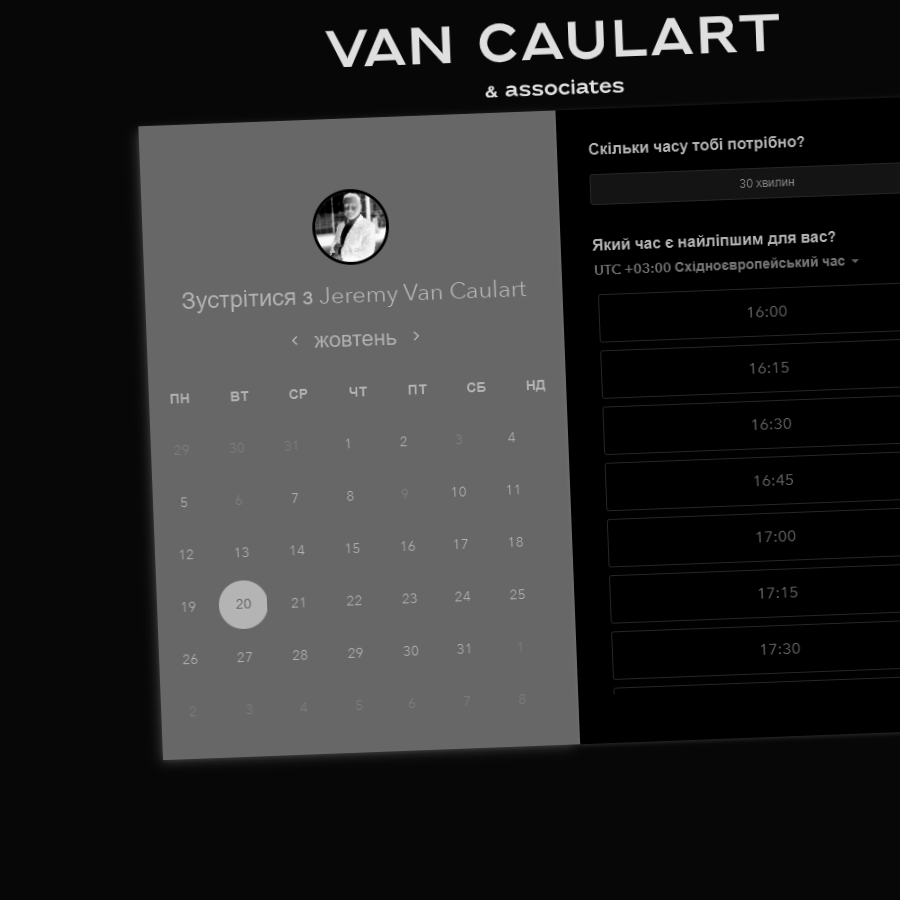 VAN CAULART
& associates
Зустрітися з Jeremy Van Caulart
жовтень
ПН ВТ СР ЧТ ПТ СБ НД
29 30 31 1 2 3 4
5 6 7 8 9 10 11
12 13 14 15 16 17 18
19 20 21 22 23 24 25
26 27 28 29 30 31 1
2 3 4 5 6 7 8
Скільки часу тобі потрібно?
30 хвилин
Який час є найліпшим для вас?
UTC +03:00 Східноєвропейський час
16:00
16:15
16:30
16:45
17:00
17:15
17:30